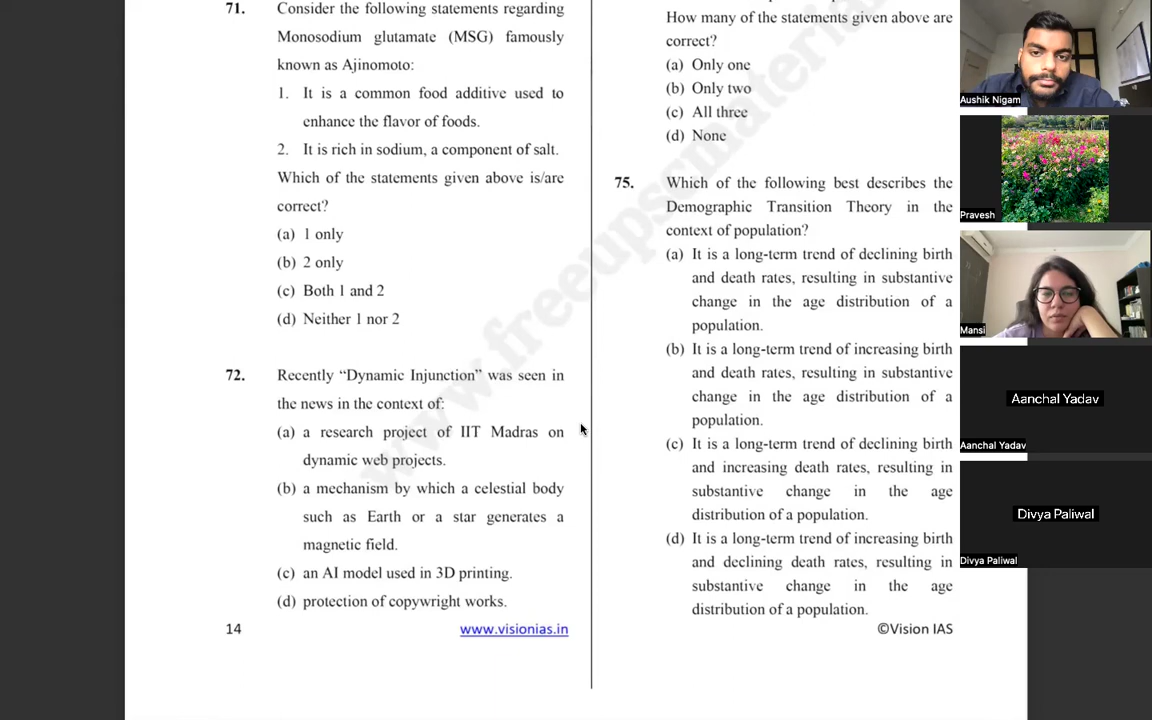 71. Consider the following statements regarding
Monosodium glutamate (MSG) famously
known as Ajinomoto:
1. It is a common food additive used to
enhance the flavor of foods.
2. It is rich in sodium, a component of salt.
Which of the statements given above is/are
correct?
(a) 1 only
(b) 2 only
(c) Both 1 and 2
(d) Neither 1 nor 2
72. Recently “Dynamic Injunction” was seen in
the news in the context of:
(a) a research project of IIT Madras on
dynamic web projects.
(b) a mechanism by which a celestial body
such as Earth or a star generates a
magnetic field.
(c) an AI model used in 3D printing.
(d) protection of copywright works.
14
www.visionias.in
How many of the statements given above are
correct?
(a) Only one
(b) Only two
(c) All three
(d) None
75. Which of the following best describes the
Demographic Transition Theory in the
context of population?
(a) It is a long-term trend of declining birth
and death rates, resulting in substantive
change in the age distribution of a
population.
(b) It is a long-term trend of increasing birth
and death rates, resulting in substantive
change in the age distribution of a
population.
(c) It is a long-term trend of declining birth
and increasing death rates, resulting in
substantive change in the age
distribution of a population.
(d) It is a long-term trend of increasing birth
and declining death rates, resulting in
substantive change in the age
distribution of a population.
©Vision IAS
Aushik Nigam
Pravesh
Mansi
Aanchal Yadav
Aanchal Yadav
Divya Paliwal
Divya Paliwal